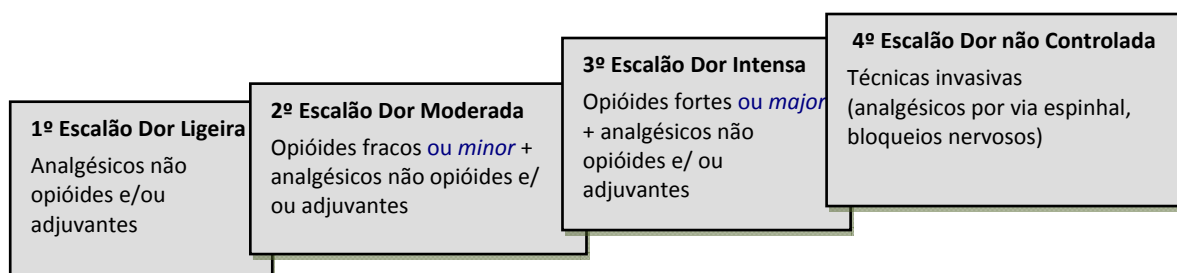 1º Escalão Dor Ligeira
Analgésicos não
opióides e/ou
adjuvantes
2º Escalão Dor Moderada
Opióides fracos ou minor +
analgésicos não opióides e/
ou adjuvantes
3º Escalão Dor Intensa
Opióides fortes ou major
+ analgésicos não
opióides e/ ou
adjuvantes
4º Escalão Dor não Controlada
Técnicas invasivas
(analgésicos por via espinhal,
bloqueios nervosos)